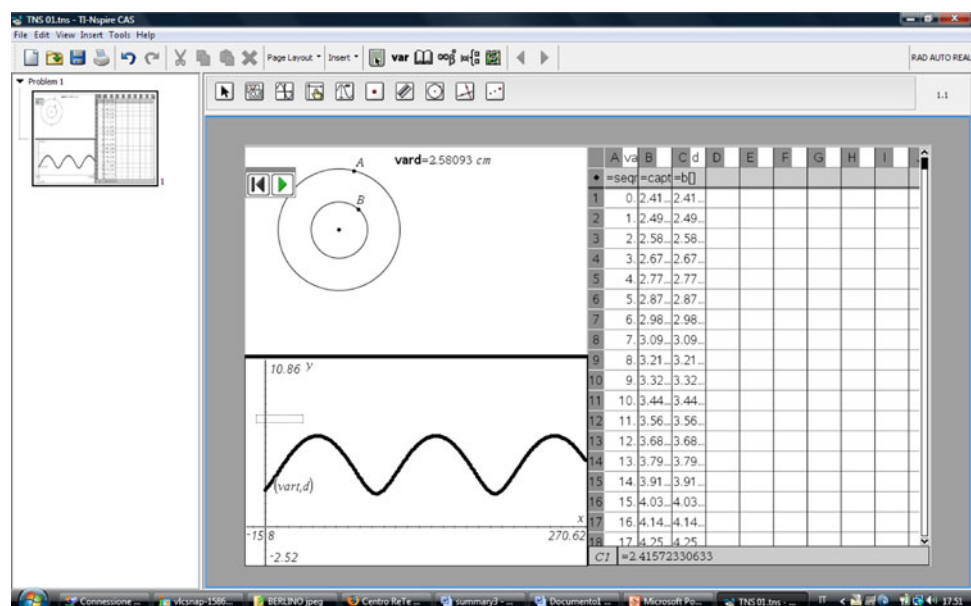 TNS 01.tns - TI-Nspire CAS
File Edit View Insert Tools Help
Page Layout Insert var RAD AUTO REAL
Problem 1
1.1
1
A vard=2.58093 cm
B
A va B C d D E F G H I
=seqn =capt =b[]
1 0. 2.41... 2.41...
2 1. 2.49... 2.49...
3 2. 2.58... 2.58...
4 3. 2.67... 2.67...
5 4. 2.77... 2.77...
6 5. 2.87... 2.87...
7 6. 2.98... 2.98...
8 7. 3.09... 3.09...
9 8. 3.21... 3.21...
10 9. 3.32... 3.32...
11 10. 3.44... 3.44...
12 11. 3.56... 3.56...
13 12. 3.68... 3.68...
14 13. 3.79... 3.79...
15 14. 3.91... 3.91...
16 15. 4.03... 4.03...
17 16. 4.14... 4.14...
18 17. 4.25... 4.25...
C1 =2.41572330633
10.86 y
(vart,d)
x
-15.8 270.62
-2.52
Connessione ... vlcsnap-1586... BERLINO jpeg Centro ReTe ... summary3 - ... Documento1 ... Microsoft Po... TNS 01.tns - ... IT 17.51